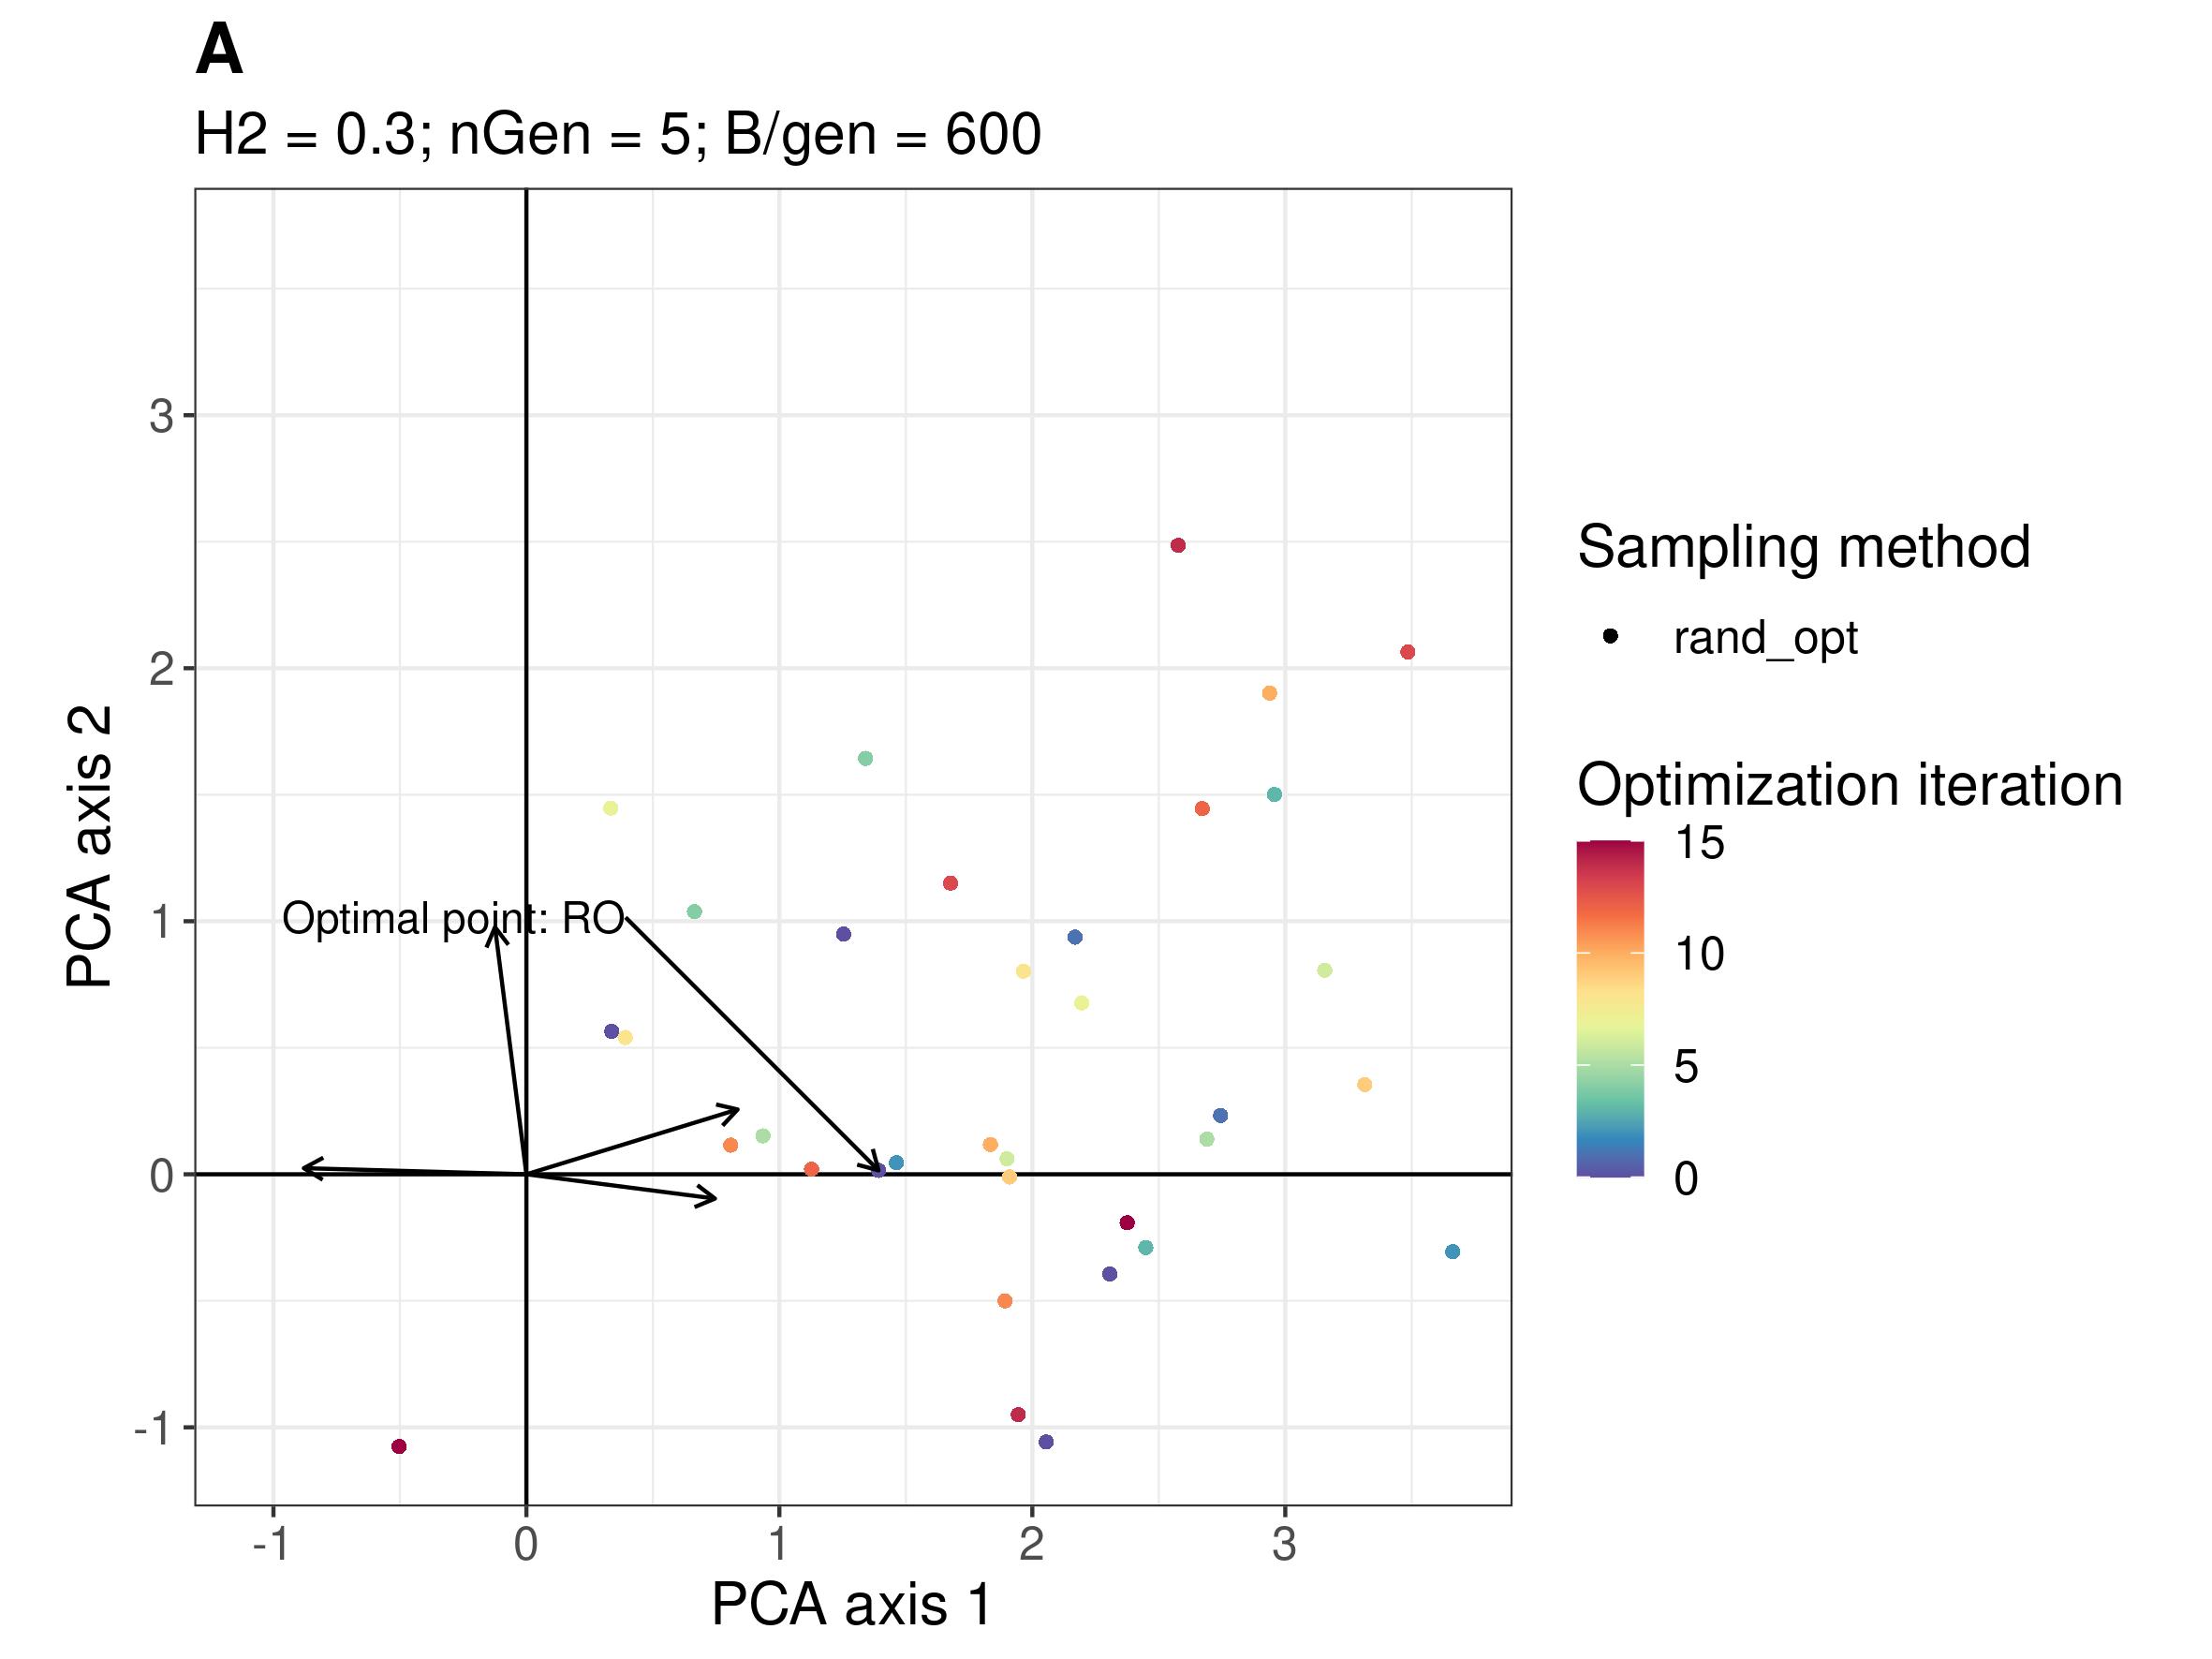 A
H2 = 0.3; nGen = 5; B/gen = 600
PCA axis 2
3
2
1
0
-1
Optimal point: RO
-1
0
1
2
3
PCA axis 1
Sampling method
rand_opt
Optimization iteration
15
10
5
0